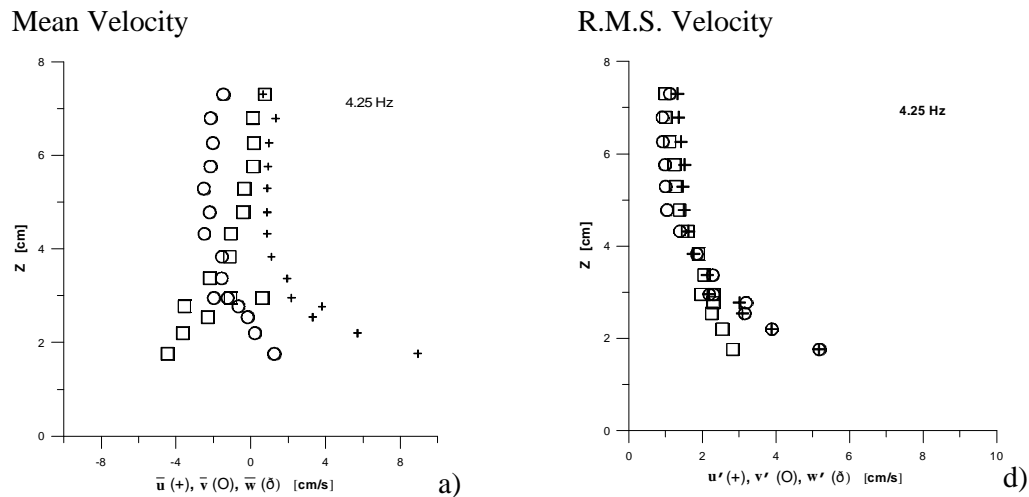 Mean Velocity
R.M.S. Velocity
8
6
4
2
0
Z [cm]
4.25 Hz
-8
-4
0
4
8
u̅ (+), v̅ (O), w̅ (ð) [cm/s]
a)
8
6
4
2
0
Z [cm]
4.25 Hz
0
2
4
6
8
10
u' (+), v' (O), w' (ð) [cm/s]
d)